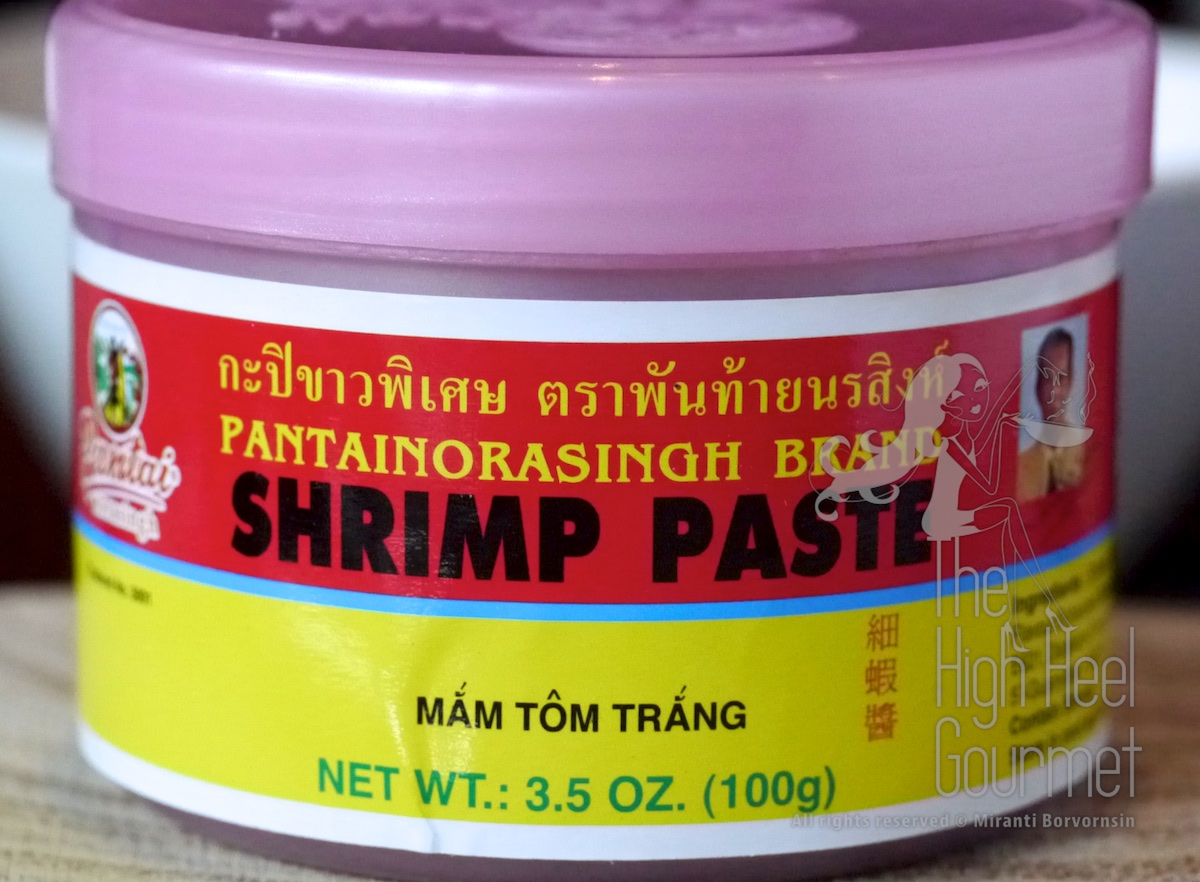 กะปิขาวพิเศษ ตราพันท้ายนรสิงห์
PANTAINORASINGH BRAND
SHRIMP PASTE
Pantai
細蝦醬
MẮM TÔM TRẮNG
NET WT.: 3.5 OZ. (100g)
The
High Heel
Gourmet
All rights reserved © Miranti Borvornsin